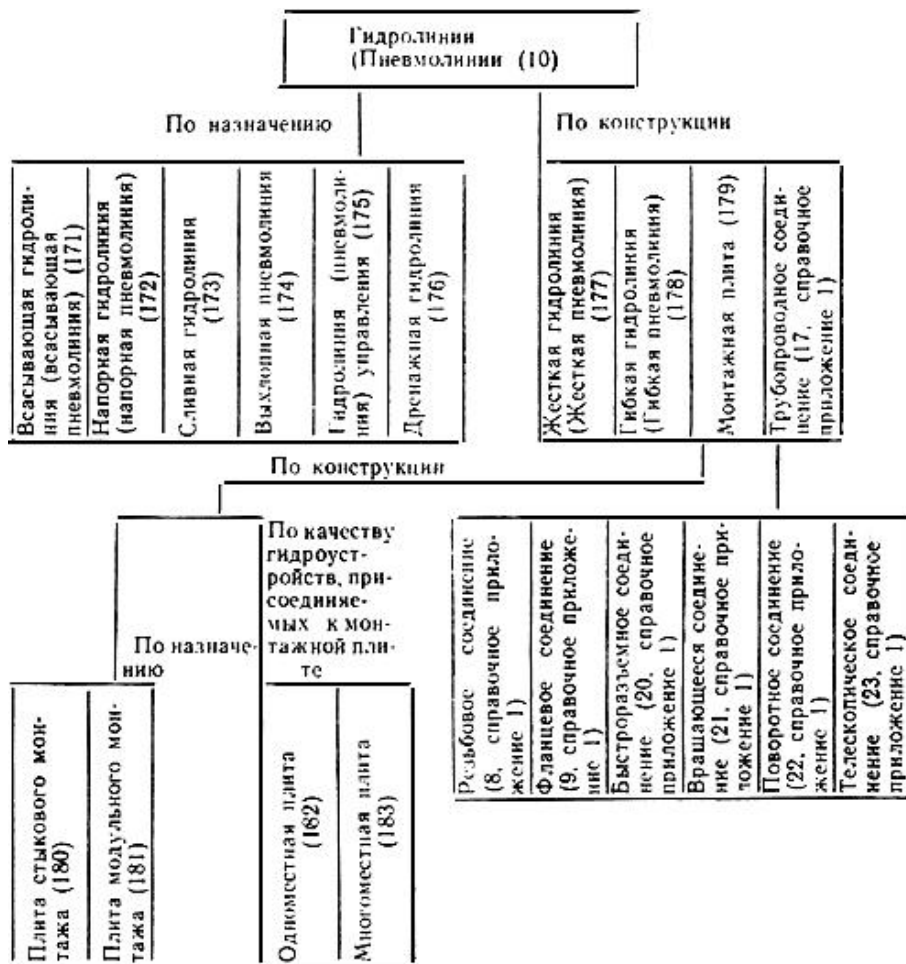 Гидролинии
(Пневмолинии (10)
По назначению
По конструкции
Всасывающая гидроли-
ния (всасывающая
пневмолиния) (171)
Напорная гидролиния
(напорная пневмолиния)
(172)
Сливная гидролиния
(173)
Выхлопная пневмолиния
(174)
Гидролиния (пневмоли-
ния) управления (175)
Дренажная гидролиния
(176)
Жесткая гидролиния
(Жесткая пневмолиния)
(177)
Гибкая гидролиния
(Гибкая пневмолиния)
(178)
Монтажная плита (179)
Трубопроводное соеди-
нение (17, справочное
приложение 1)
По конструкции
По назначе-
нию
По качеству
гидроуст-
ройств, при-
соединяе-
мых к мон-
тажной пли-
те
Плита стыкового мон-
тажа (180)
Плита модульного мон-
тажа (181)
Одноместная плита
(182)
Многоместная плита
(183)
Резьбовое соединение
(8, справочное прило-
жение 1)
Фланцевое соединение
(9, справочное приложе-
ние 1)
Быстроразъемное соеди-
нение (20, справочное
приложение 1)
Вращающееся соедине-
ние (21, справочное при-
ложение 1)
Поворотное соединение
(22, справочное прило-
жение 1)
Телескопическое соеди-
нение (23, справочное
приложение 1)